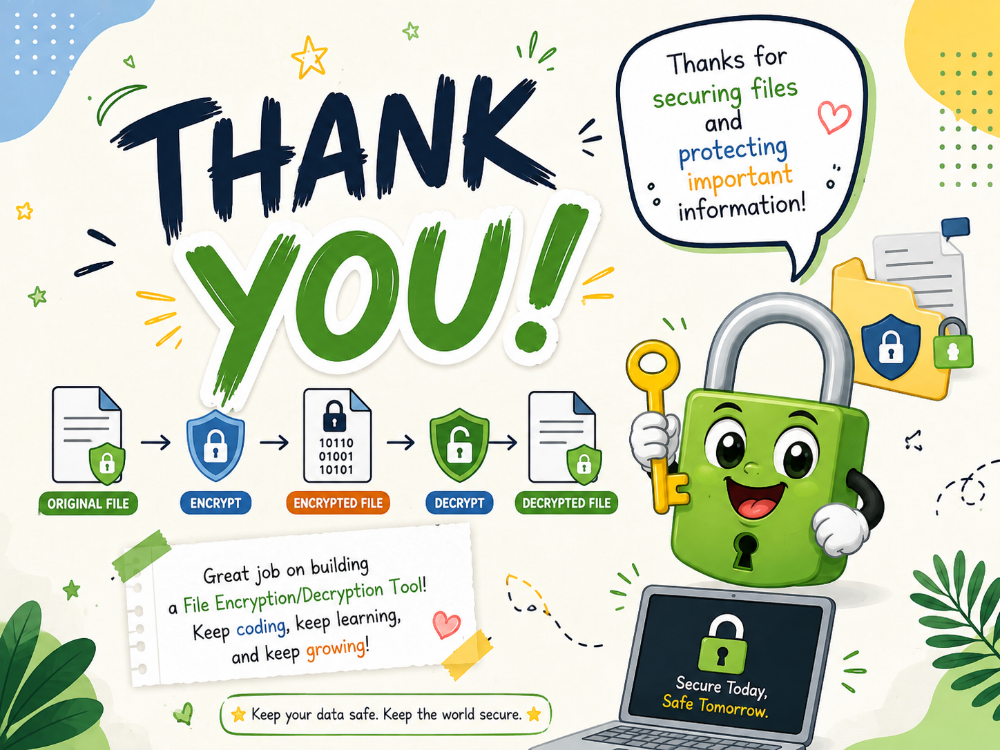 THANK
YOU!
Thanks for
securing files
and
protecting
important
information!
10110
01001
10101
ORIGINAL FILE
ENCRYPT
ENCRYPTED FILE
DECRYPT
DECRYPTED FILE
Great job on building
a File Encryption/Decryption Tool!
Keep coding, keep learning,
and keep growing!
Secure Today,
Safe Tomorrow.
Keep your data safe. Keep the world secure.